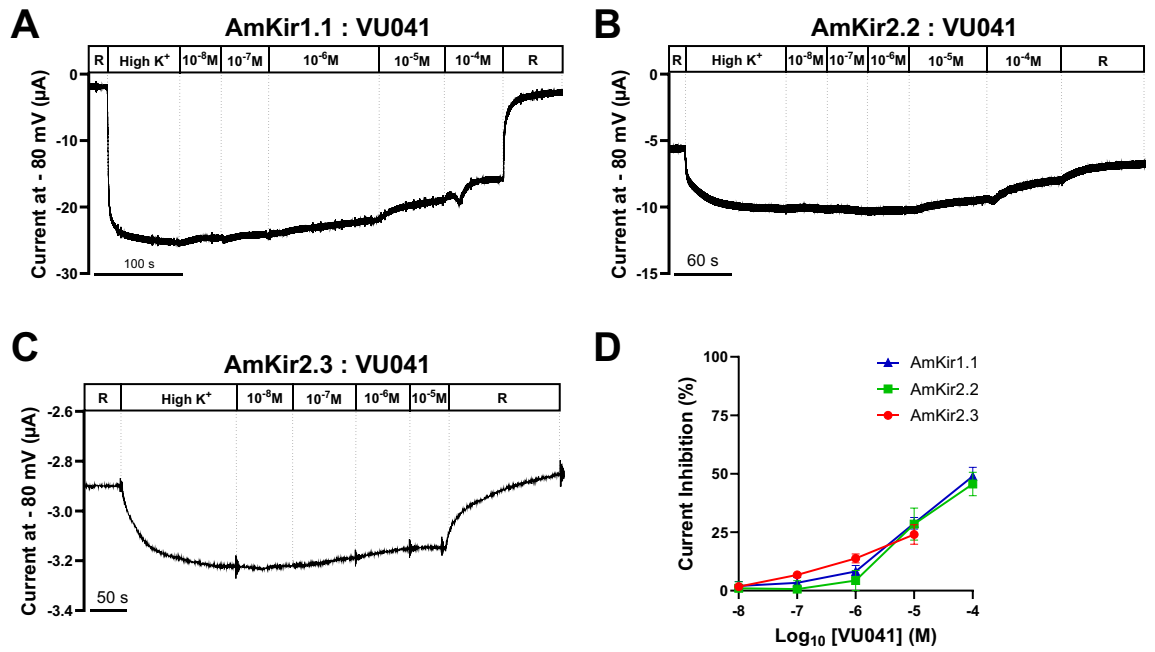 A
AmKir1.1 : VU041
R High K⁺ 10⁻⁸M 10⁻⁷M 10⁻⁶M 10⁻⁵M 10⁻⁴M R
Current at - 80 mV (µA)
0
-10
-20
-30
100 s
B
AmKir2.2 : VU041
R High K⁺ 10⁻⁸M 10⁻⁷M 10⁻⁶M 10⁻⁵M 10⁻⁴M R
Current at - 80 mV (µA)
0
-5
-10
-15
60 s
C
AmKir2.3 : VU041
R High K⁺ 10⁻⁸M 10⁻⁷M 10⁻⁶M 10⁻⁵M R
Current at - 80 mV (µA)
-2.6
-2.8
-3.0
-3.2
-3.4
50 s
D
AmKir1.1
AmKir2.2
AmKir2.3
Current Inhibition (%)
100
75
50
25
0
-8 -7 -6 -5 -4
Log₁₀ [VU041] (M)